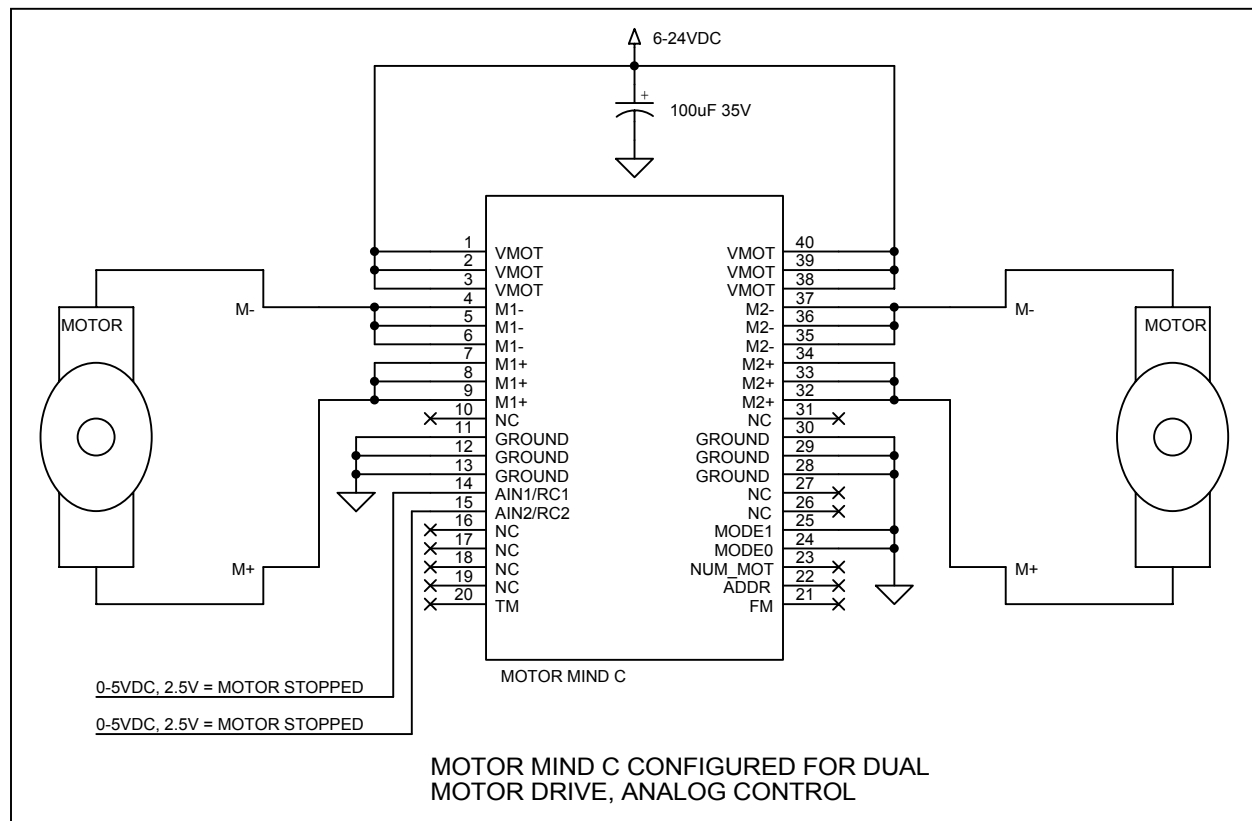 6-24VDC
+
100uF 35V
1 VMOT VMOT 40
2 VMOT VMOT 39
3 VMOT VMOT 38
4 M1- M2- 37
5 M1- M2- 36
6 M1- M2- 35
7 M1+ M2+ 34
8 M1+ M2+ 33
9 M1+ M2+ 32
10 NC NC 31
11 GROUND GROUND 30
12 GROUND GROUND 29
13 GROUND GROUND 28
14 AIN1/RC1 NC 27
15 AIN2/RC2 NC 26
16 NC MODE1 25
17 NC MODE0 24
18 NC NUM_MOT 23
19 NC ADDR 22
20 TM FM 21
MOTOR MIND C
MOTOR
M-
M+
M-
MOTOR
M+
0-5VDC, 2.5V = MOTOR STOPPED
0-5VDC, 2.5V = MOTOR STOPPED
MOTOR MIND C CONFIGURED FOR DUAL
MOTOR DRIVE, ANALOG CONTROL